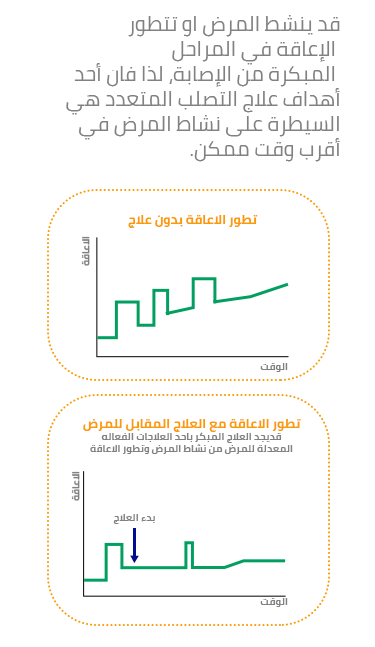 قد ينشط المرض او تتطور
الإعاقة في المراحل
المبكرة من الإصابة، لذا فان أحد
أهداف علاج التصلب المتعدد هي
السيطرة على نشاط المرض في
أقرب وقت ممكن.
تطور الاعاقة بدون علاج
الاعاقة
الوقت
تطور الاعاقة مع العلاج المقابل للمرض
قديجد العلاج المبكر باحد العلاجات الفعاله
المعدلة للمرض من نشاط المرض وتطور الاعاقة
الاعاقة
بدء العلاج
الوقت